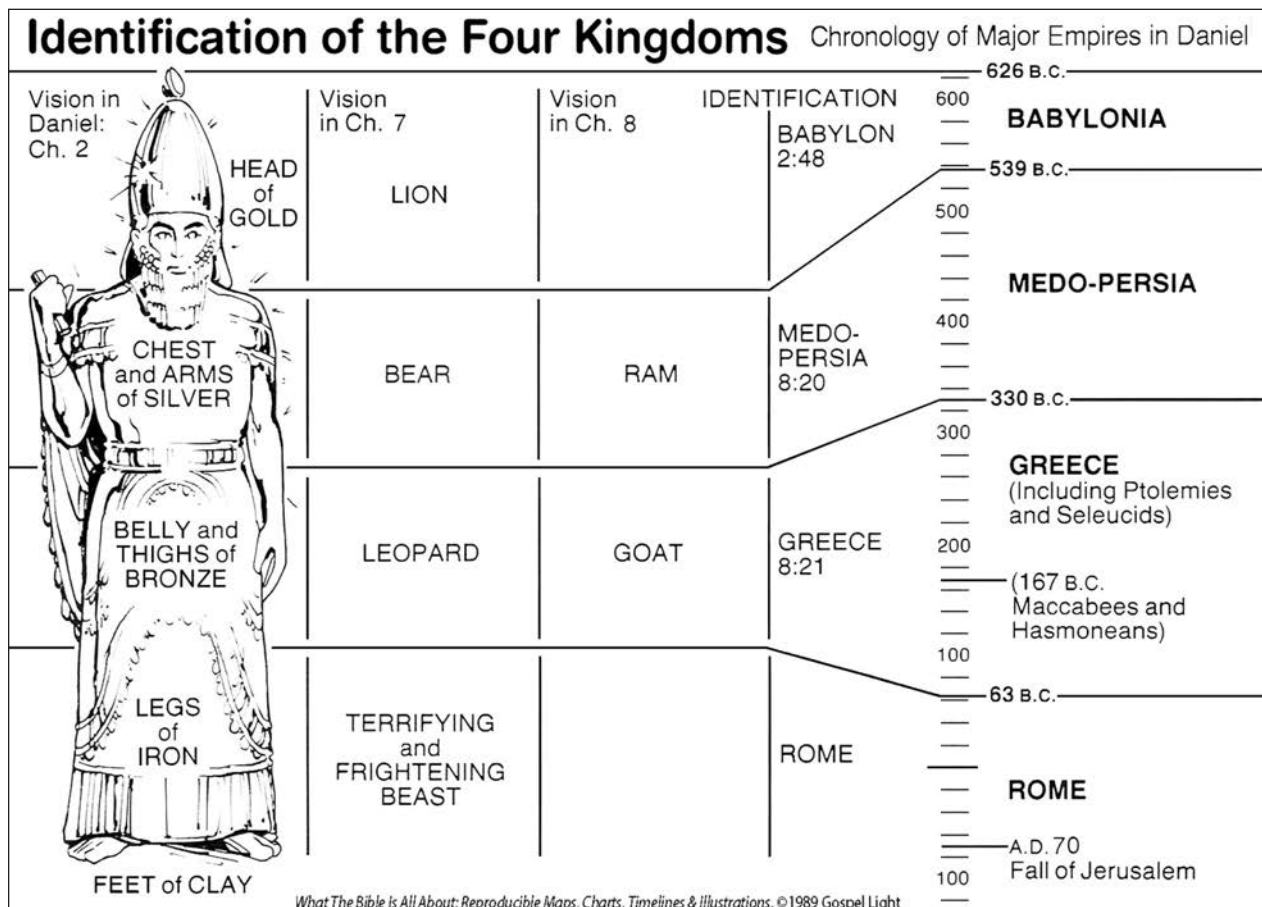 Identification of the Four Kingdoms Chronology of Major Empires in Daniel
Vision in
Daniel:
Ch. 2
HEAD
of
GOLD
CHEST
and ARMS
of SILVER
BELLY and
THIGHS of
BRONZE
LEGS
of
IRON
FEET of CLAY
Vision
in Ch. 7
LION
BEAR
LEOPARD
TERRIFYING
and
FRIGHTENING
BEAST
Vision
in Ch. 8
RAM
GOAT
IDENTIFICATION
BABYLON
2:48
MEDO-
PERSIA
8:20
GREECE
8:21
ROME
626 B.C.
600
BABYLONIA
539 B.C.
500
MEDO-PERSIA
400
330 B.C.
300
GREECE
(Including Ptolemies
and Seleucids)
200
(167 B.C.
Maccabees and
Hasmoneans)
100
63 B.C.
ROME
A.D. 70
Fall of Jerusalem
100
What The Bible is All About: Reproducible Maps, Charts, Timelines & Illustrations, ©1989 Gospel Light